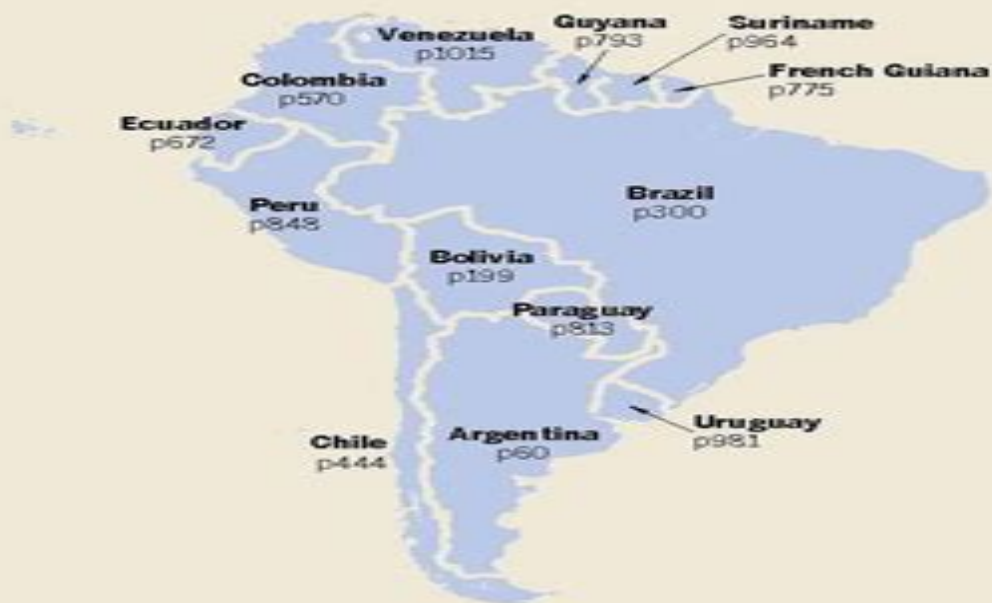 Guyana
p793
Suriname
p964
Venezuela
p1015
French Guiana
p775
Colombia
p570
Ecuador
p672
Brazil
p300
Peru
p848
Bolivia
p199
Paraguay
p813
Uruguay
p981
Chile
p444
Argentina
p60